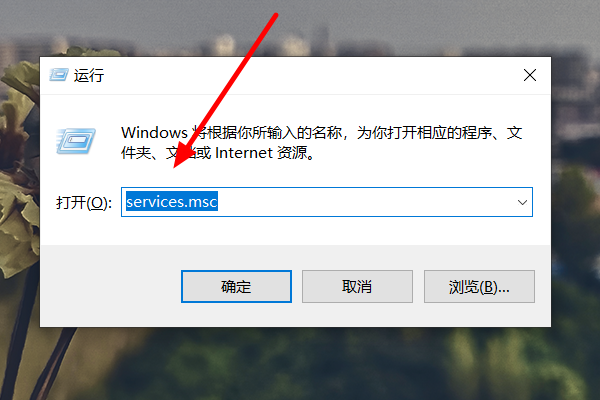 运行
Windows 将根据你所输入的名称，为你打开相应的程序、文
件夹、文档或 Internet 资源。
打开(O):
services.msc
确定
取消
浏览(B)...